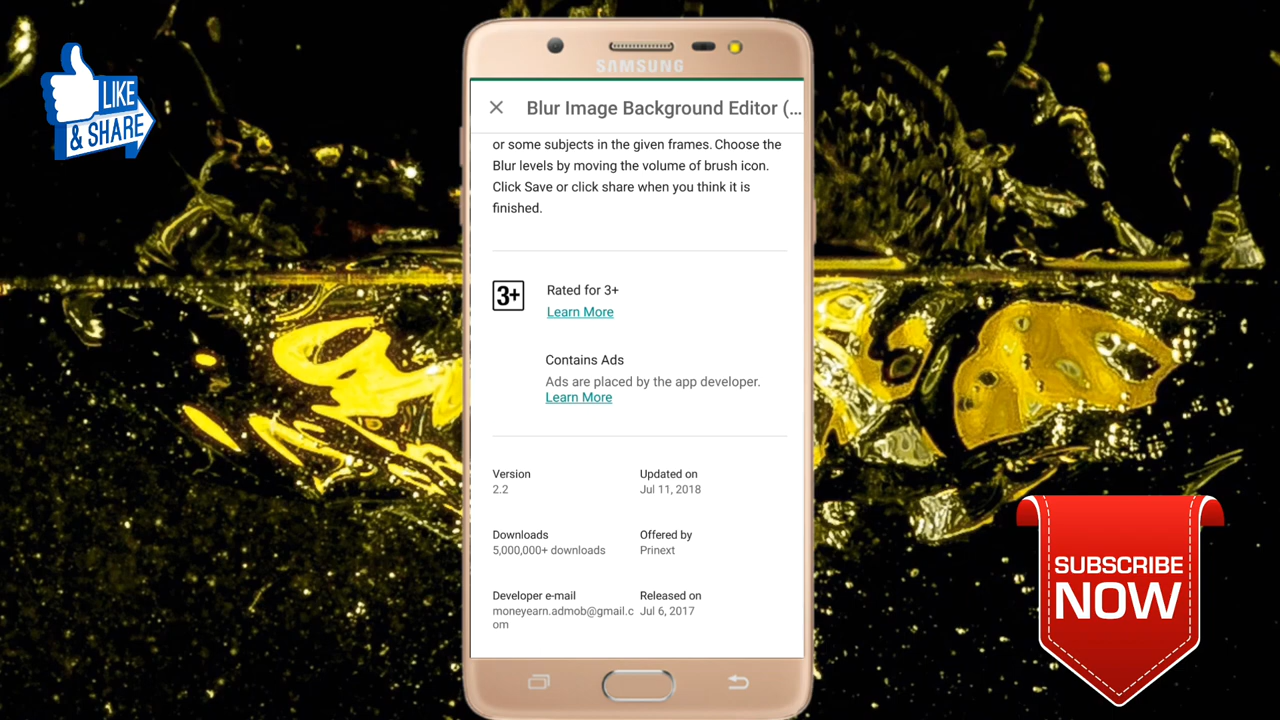 LIKE
& SHARE
SAMSUNG
Blur Image Background Editor (...
or some subjects in the given frames. Choose the
Blur levels by moving the volume of brush icon.
Click Save or click share when you think it is
finished.
3+
Rated for 3+
Learn More
Contains Ads
Ads are placed by the app developer.
Learn More
Version
2.2
Updated on
Jul 11, 2018
Downloads
5,000,000+ downloads
Offered by
Prinext
Developer e-mail
moneyearn.admob@gmail.c
om
Released on
Jul 6, 2017
SUBSCRIBE
NOW